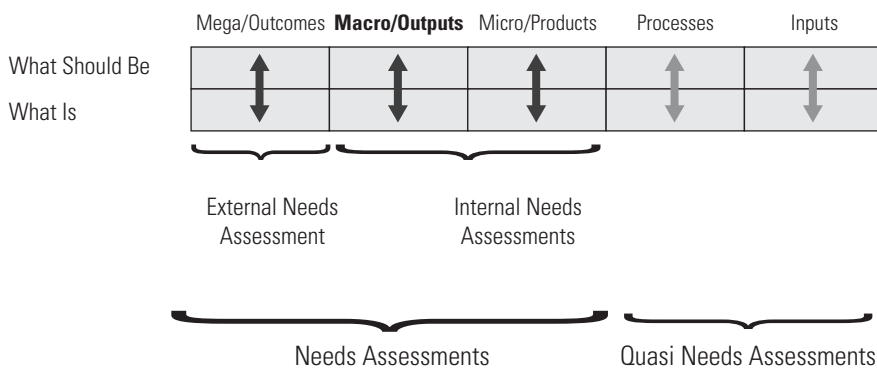 Mega/Outcomes Macro/Outputs Micro/Products Processes Inputs
What Should Be
What Is
External Needs
Assessment
Internal Needs
Assessments
Needs Assessments
Quasi Needs Assessments